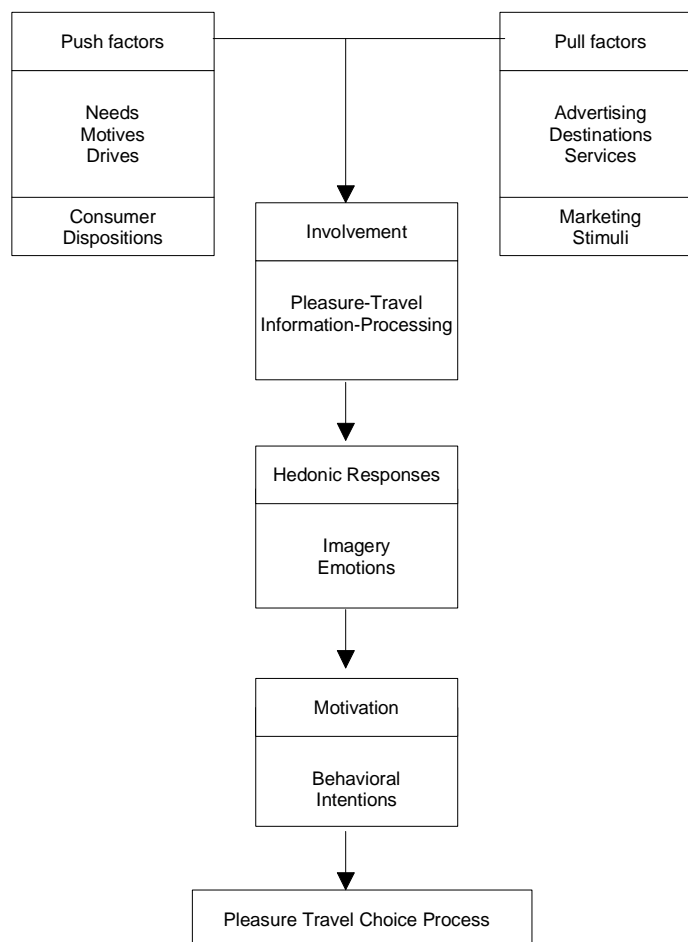 Push factors
Needs
Motives
Drives
Consumer
Dispositions
Pull factors
Advertising
Destinations
Services
Marketing
Stimuli
Involvement
Pleasure-Travel
Information-Processing
Hedonic Responses
Imagery
Emotions
Motivation
Behavioral
Intentions
Pleasure Travel Choice Process